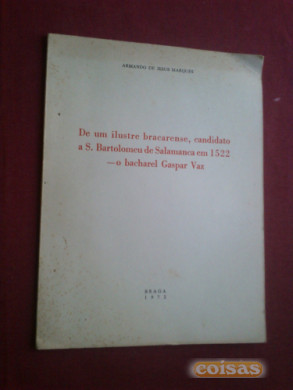 ARMANDO DE JESUS MARQUES
De um ilustre bracarense, candidato
a S. Bartolomeu de Salamanca em 1522
—o bacharel Gaspar Vaz
BRAGA
coisas